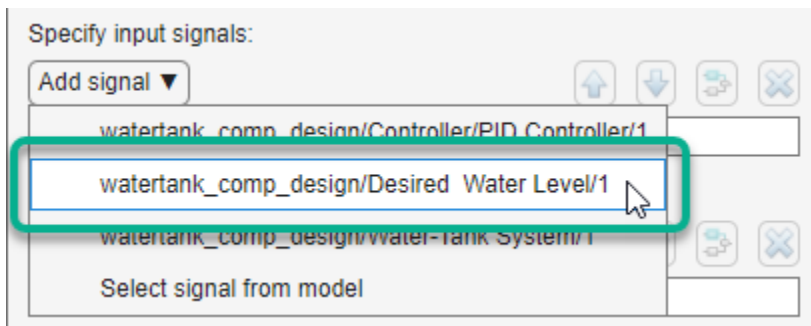 Specify input signals:
Add signal ▼
watertank_comp_design/Controller/PID Controller/1
watertank_comp_design/Desired  Water Level/1
watertank_comp_design/Water-Tank System/1
Select signal from model